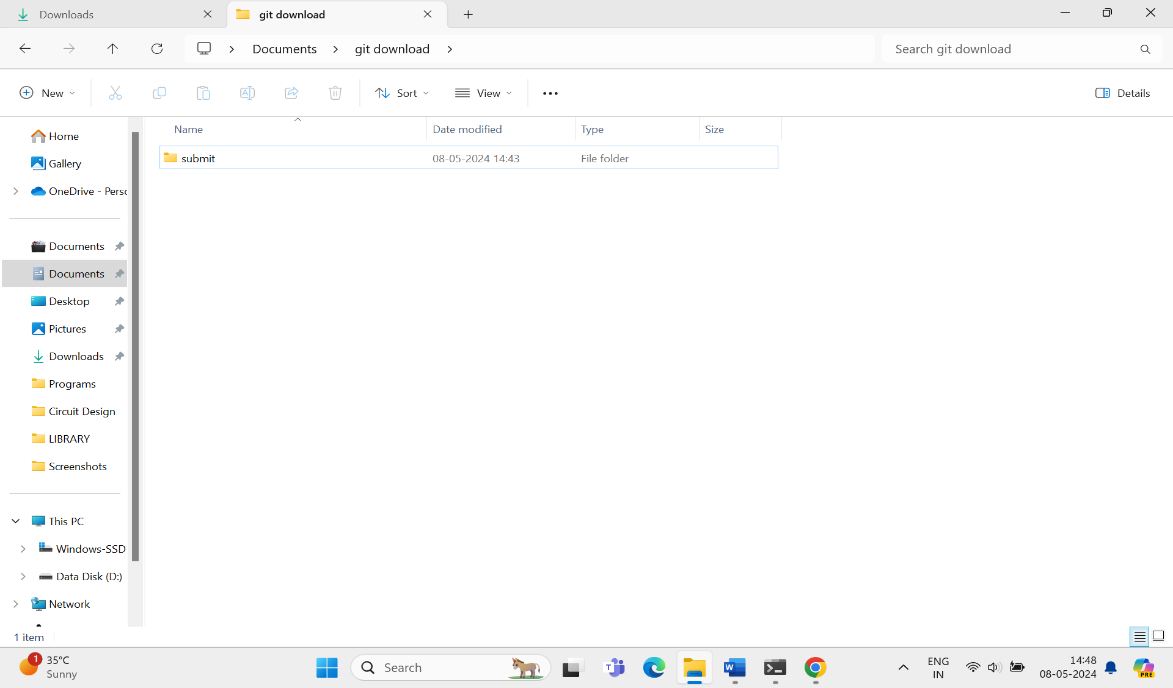 Downloads
git download
Documents
git download
Search git download
New
Sort
View
Details
Name
Date modified
Type
Size
submit
08-05-2024 14:43
File folder
Home
Gallery
OneDrive - Perso
Documents
Documents
Desktop
Pictures
Downloads
Programs
Circuit Design
LIBRARY
Screenshots
This PC
Windows-SSD
Data Disk (D:)
Network
1 item
1
35°C
Sunny
Search
ENG
IN
14:48
08-05-2024
PRE